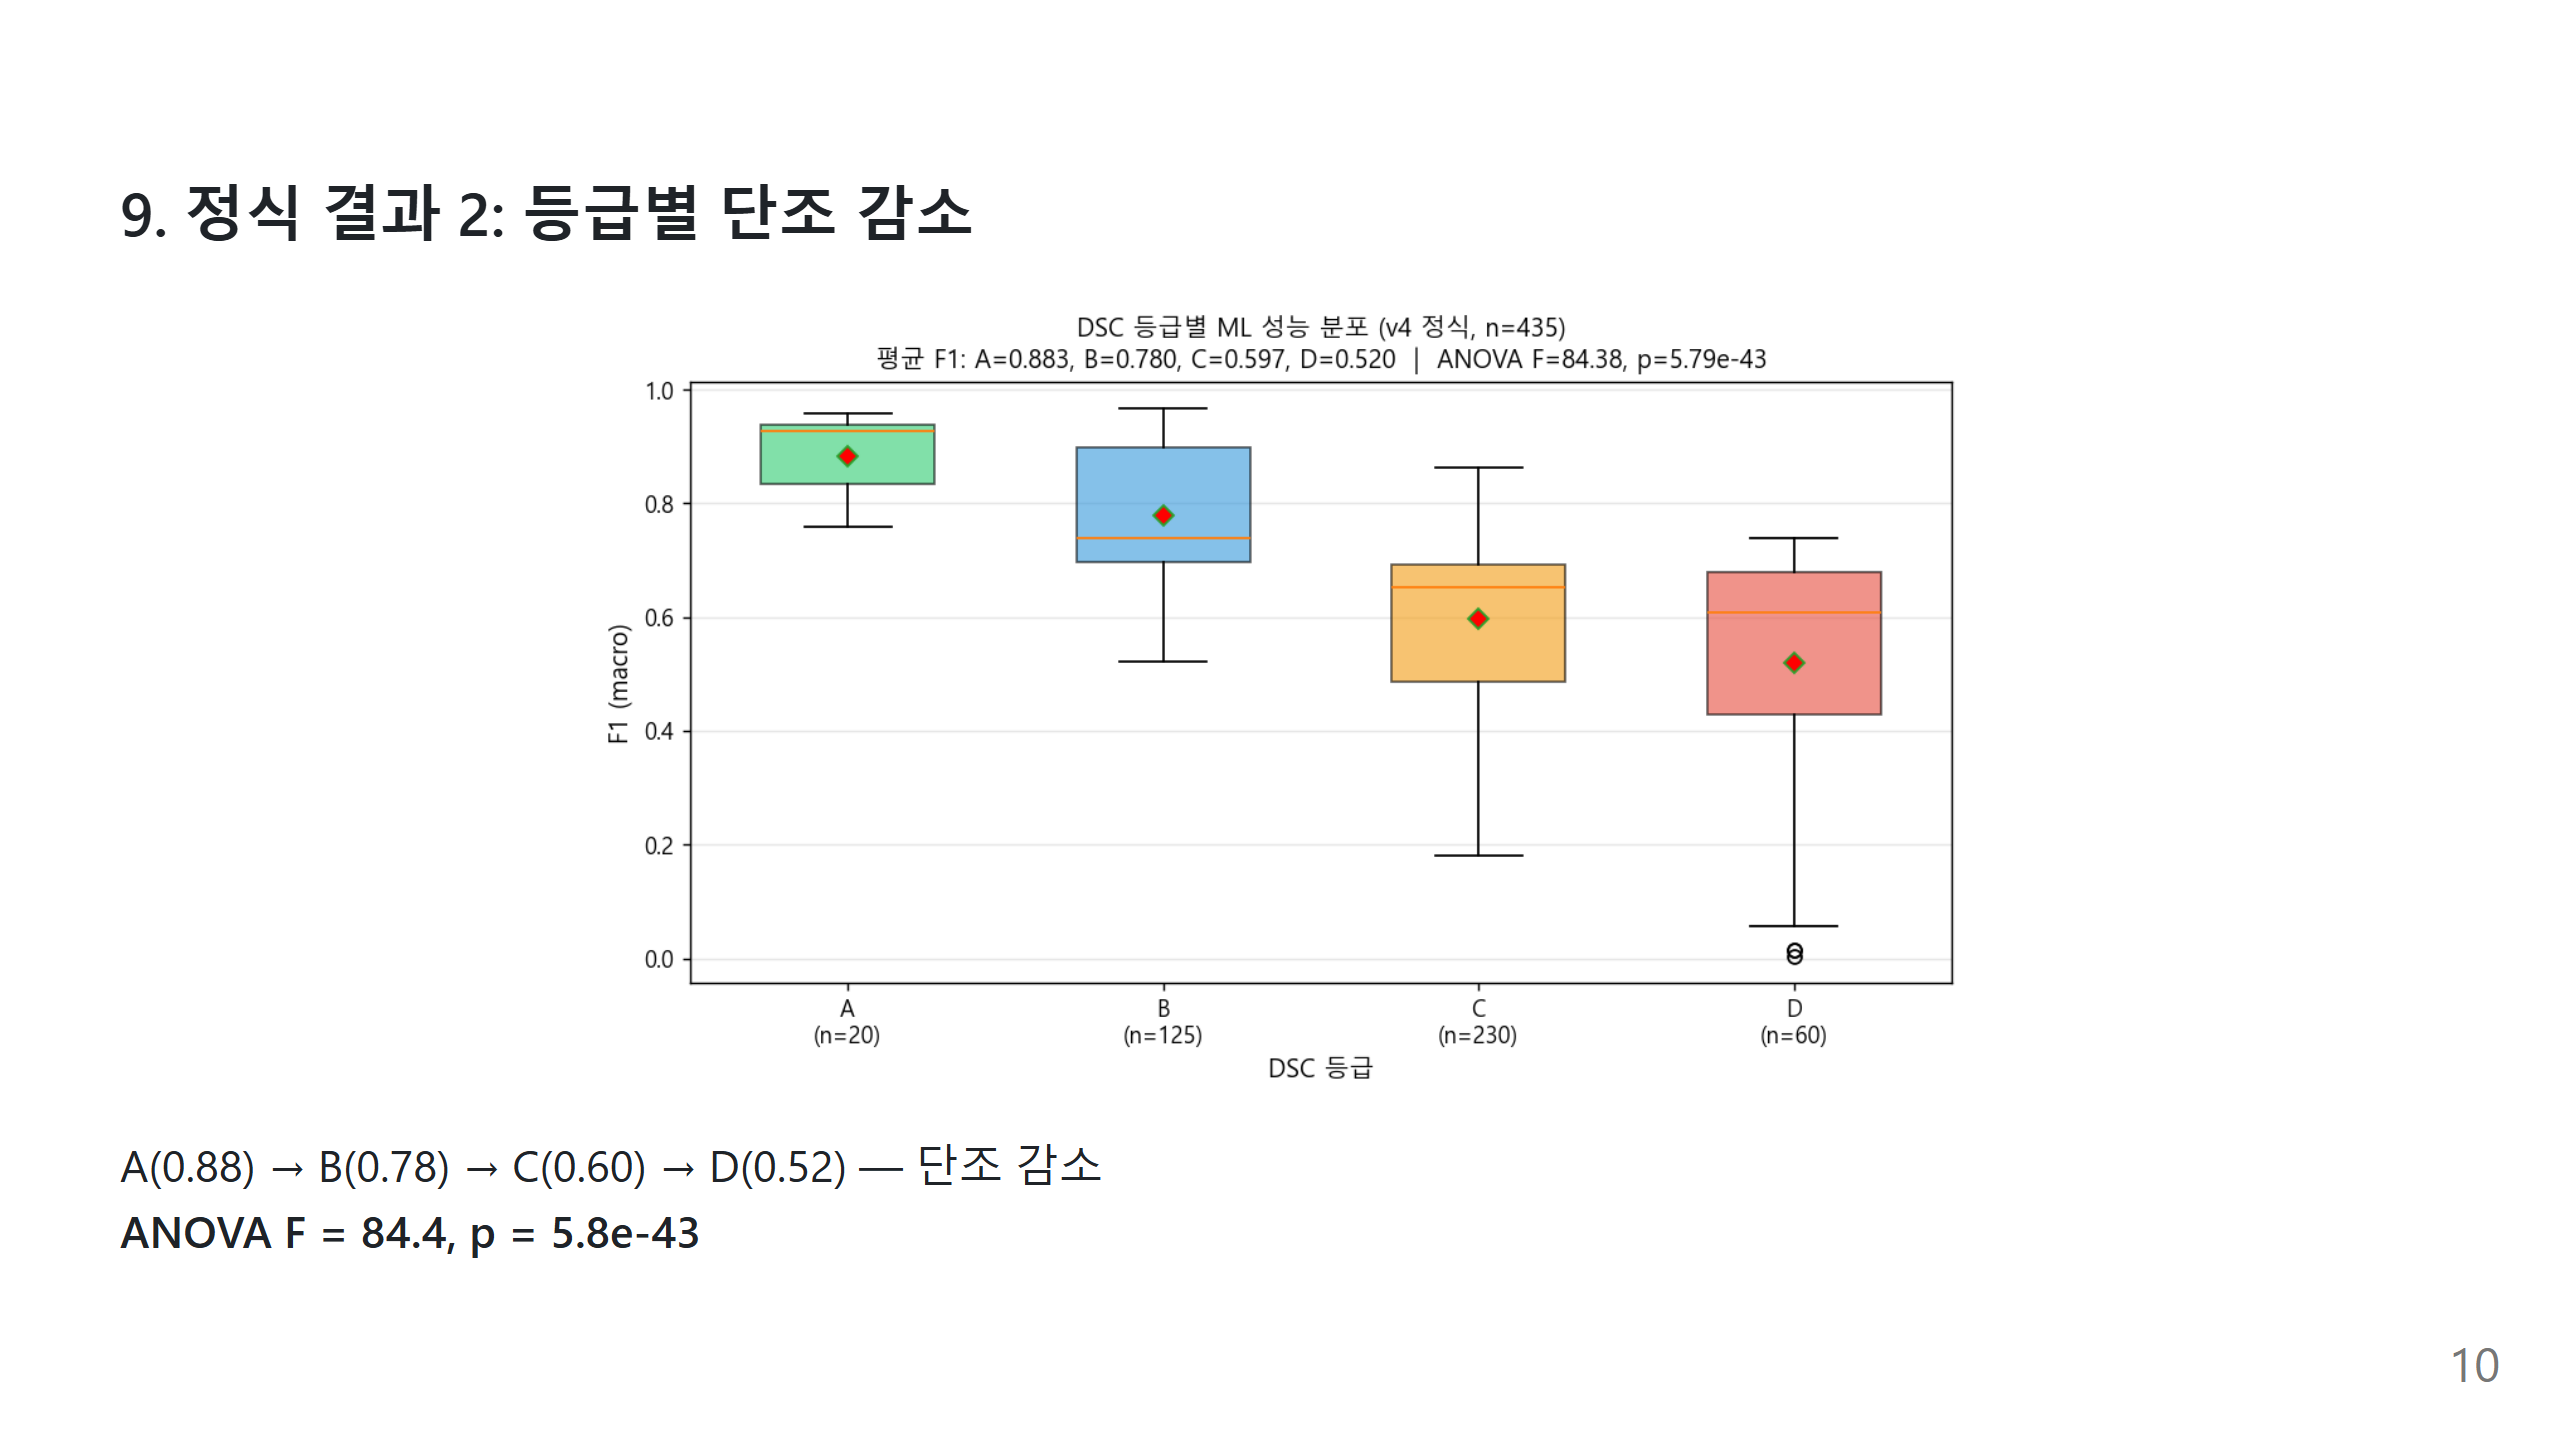 9. 정식 결과 2: 등급별 단조 감소
DSC 등급별 ML 성능 분포 (v4 정식, n=435)
평균 F1: A=0.883, B=0.780, C=0.597, D=0.520 | ANOVA F=84.38, p=5.79e-43
F1 (macro)
1.0
0.8
0.6
0.4
0.2
0.0
A
(n=20)
B
(n=125)
C
(n=230)
D
(n=60)
DSC 등급
A(0.88) → B(0.78) → C(0.60) → D(0.52) — 단조 감소
ANOVA F = 84.4, p = 5.8e-43
10